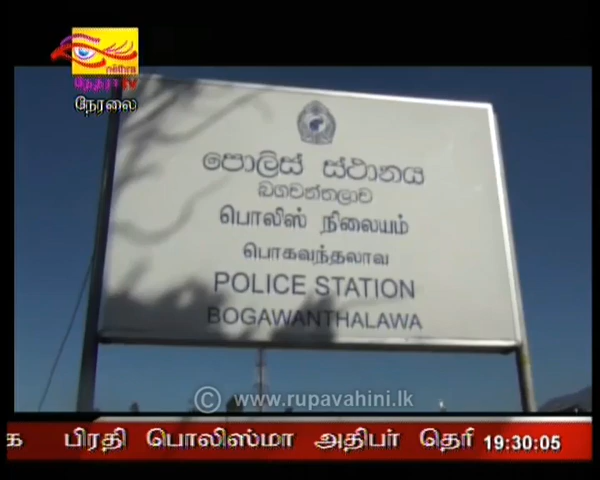 nethra
நேத்ரா TV
நேரலை
පොලිස් ස්ථානය
බගවන්තලාව
பொலிஸ் நிலையம்
பொகவந்தலாவ
POLICE STATION
BOGAWANTHALAWA
© www.rupavahini.lk
க பிரதி பொலிஸ்மா அதிபர் தெரி 19:30:05